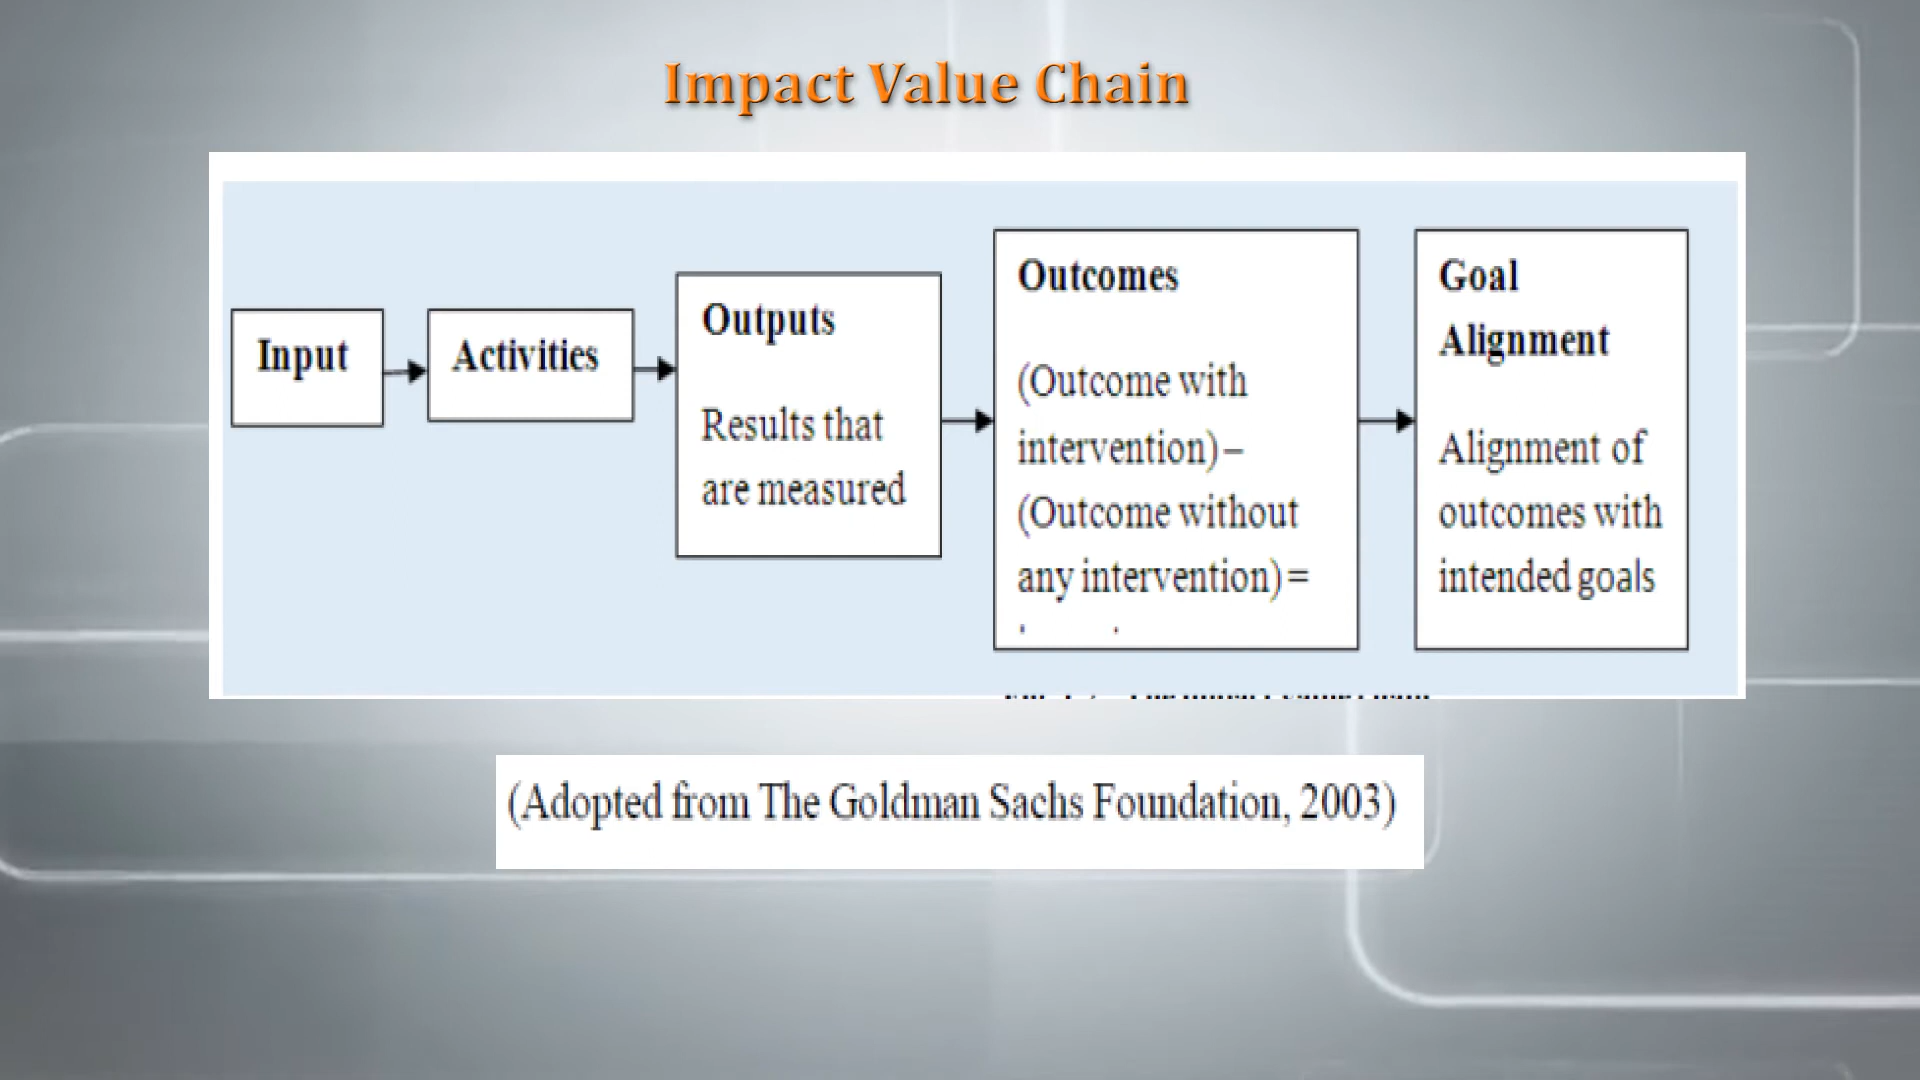 Impact Value Chain
Input
Activities
Outputs
Results that
are measured
Outcomes
(Outcome with
intervention) –
(Outcome without
any intervention) =
Goal
Alignment
Alignment of
outcomes with
intended goals
(Adopted from The Goldman Sachs Foundation, 2003)